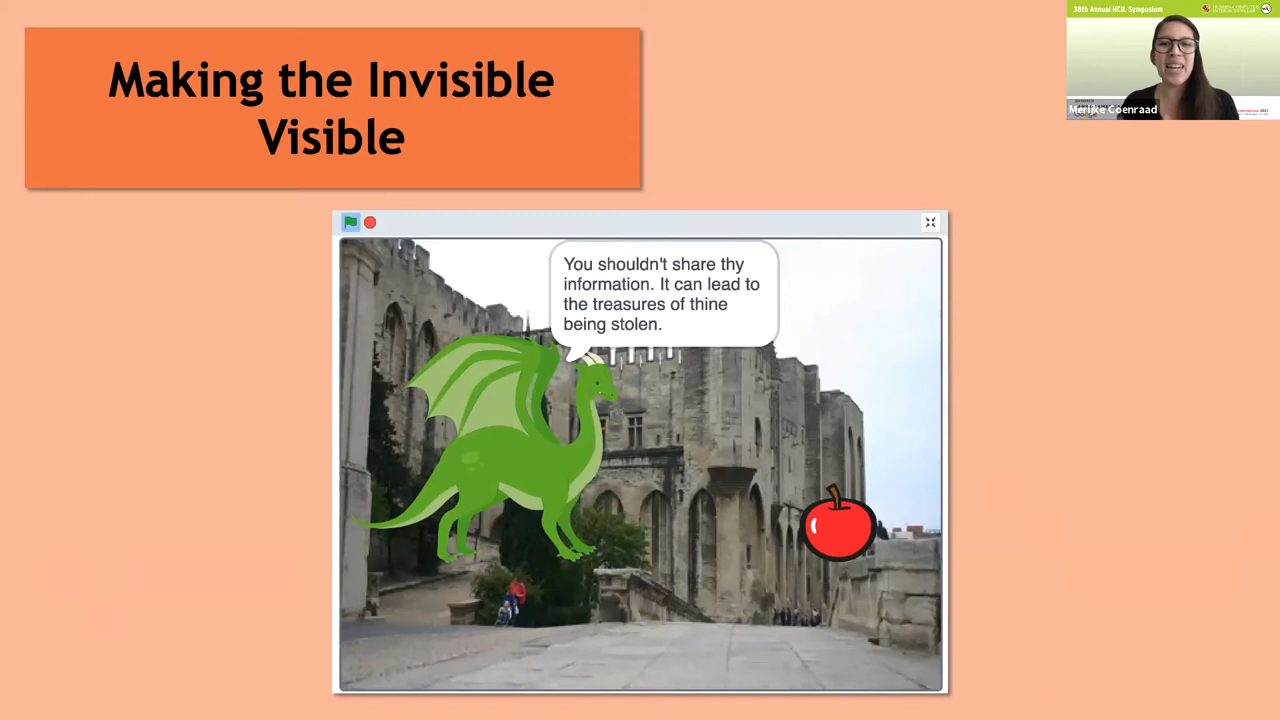 Making the Invisible
Visible
38th Annual HCIL Symposium
Merijke Coenraad
You shouldn't share thy
information. It can lead to
the treasures of thine
being stolen.